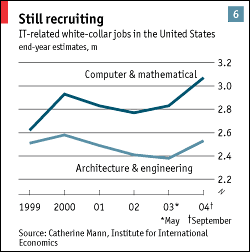 Still recruiting
6
IT-related white-collar jobs in the United States
end-year estimates, m
3.2
Computer & mathematical
3.0
2.8
2.6
2.4
Architecture & engineering
2.2
1999 2000 01 02 03* 04†
*May †September
Source: Catherine Mann, Institute for International
Economics